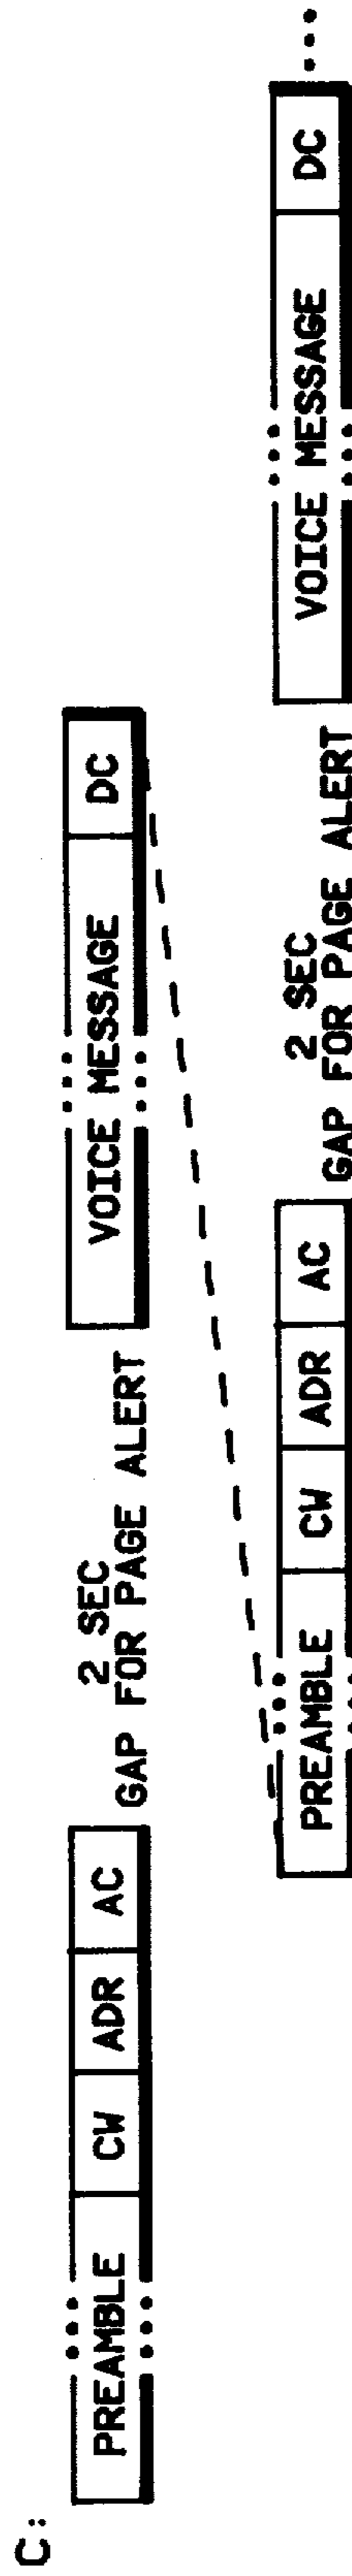 C:
PREAMBLE CW ADR AC
2 SEC
GAP FOR PAGE ALERT
VOICE MESSAGE DC
PREAMBLE CW ADR AC
2 SEC
GAP FOR PAGE ALERT
VOICE MESSAGE DC